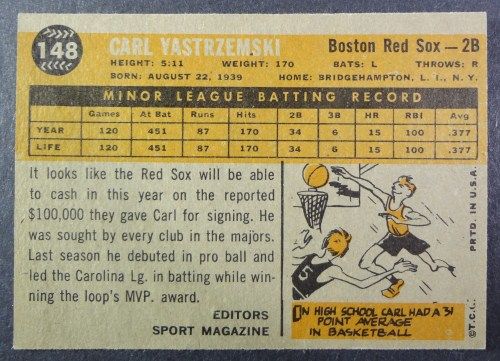 148
CARL YASTRZEMSKI Boston Red Sox — 2B
HEIGHT: 5:11 WEIGHT: 170 BATS: L THROWS: R
BORN: AUGUST 22, 1939 HOME: BRIDGEHAMPTON, L. I., N. Y.
MINOR LEAGUE BATTING RECORD
Games At Bat Runs Hits 2B 3B HR RBI Avg
YEAR 120 451 87 170 34 6 15 100 .377
LIFE 120 451 87 170 34 6 15 100 .377
It looks like the Red Sox will be able
to cash in this year on the reported
$100,000 they gave Carl for signing. He
was sought by every club in the majors.
Last season he debuted in pro ball and
led the Carolina Lg. in batting while win-
ning the loop's MVP. award.
EDITORS
SPORT MAGAZINE
5
IN HIGH SCHOOL CARL HAD A 31
POINT AVERAGE
IN BASKETBALL
©T.C.G. PRTD. IN U.S.A.